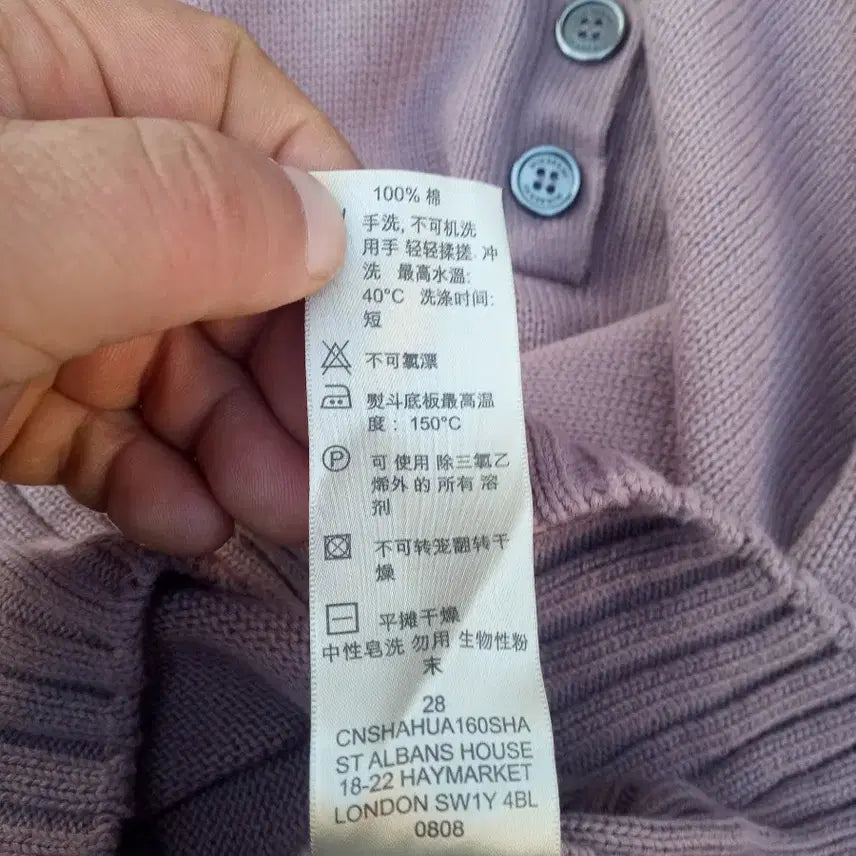 100% 棉
手洗, 不可机洗
用手 轻轻揉搓. 冲
洗 最高水溫:
40°C 洗涤时间:
短
不可氯漂
熨斗底板最高温
度: 150°C
P 可 使用 除三氯乙
烯外 的 所有 溶
剂
不可转笼翻转干
燥
平摊干燥
中性皂洗 勿用 生物性粉
末
28
CNSHAHUA160SHA
ST ALBANS HOUSE
18-22 HAYMARKET
LONDON SW1Y 4BL
0808